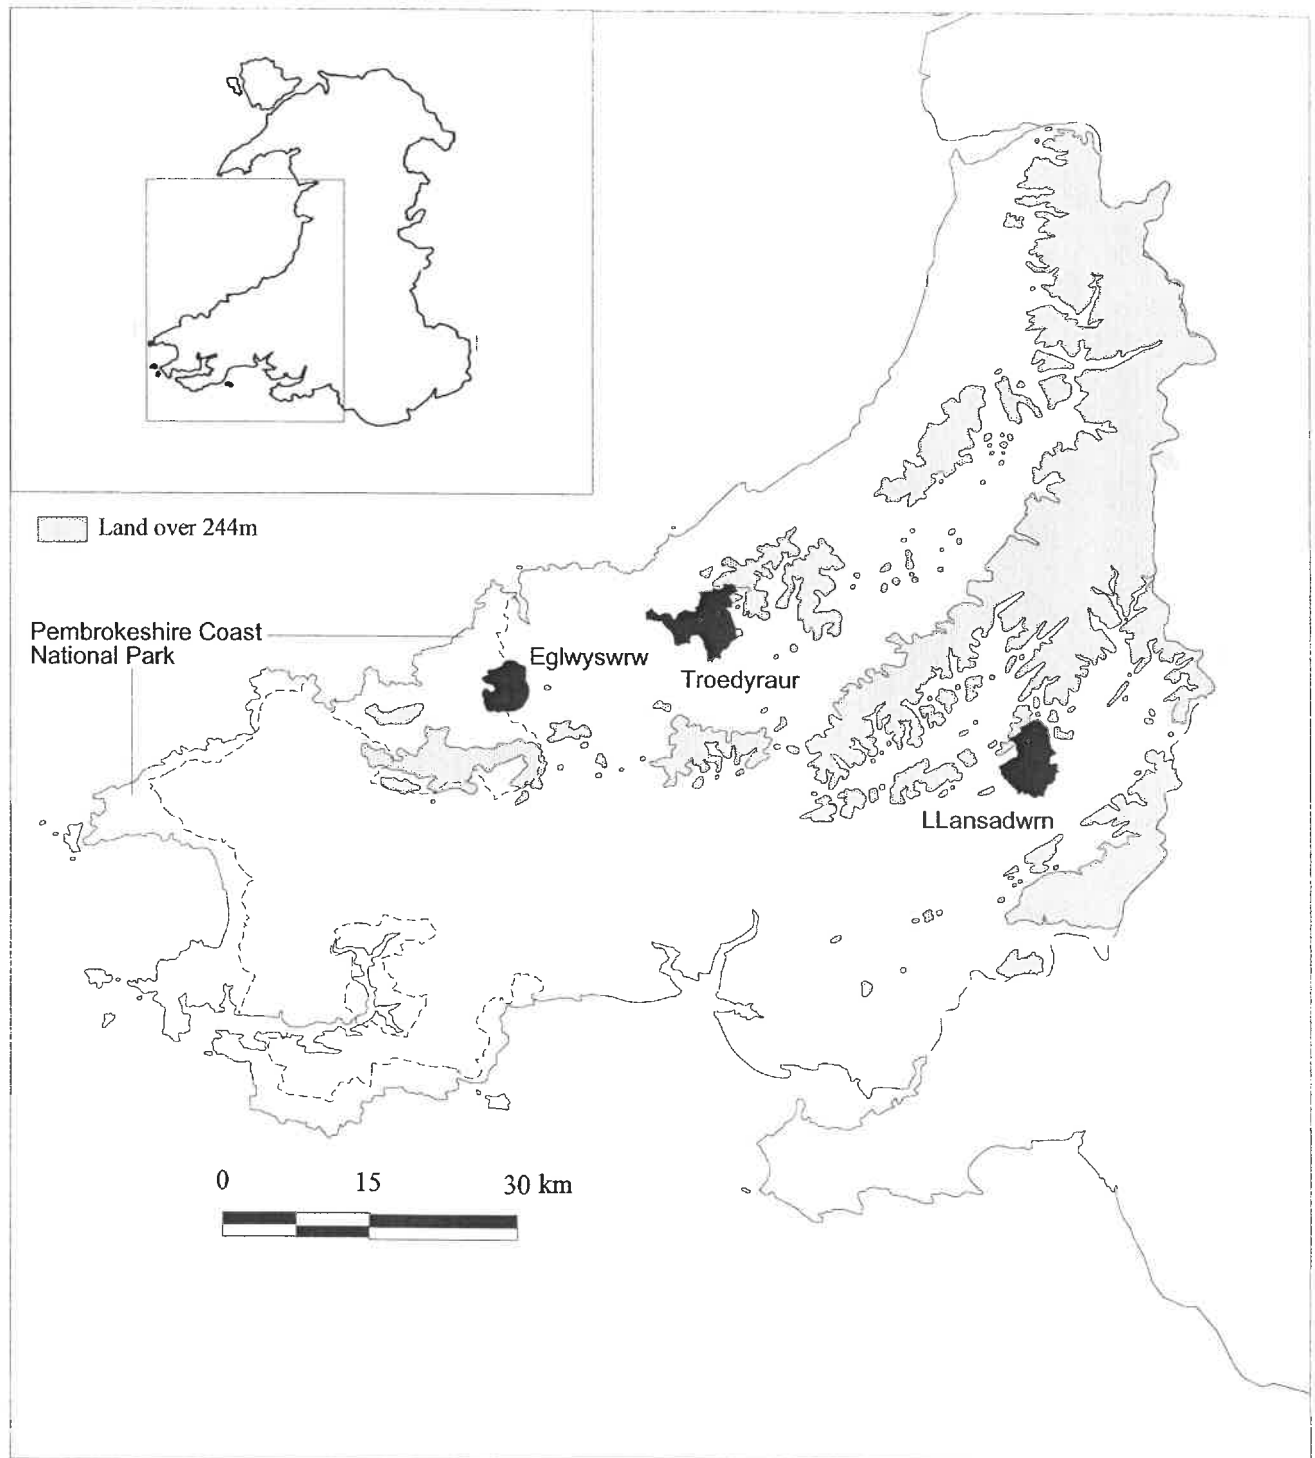 Land over 244m
Pembrokeshire Coast
National Park
Eglwyswrw
Troedyraur
LLansadwrn
0 15 30 km